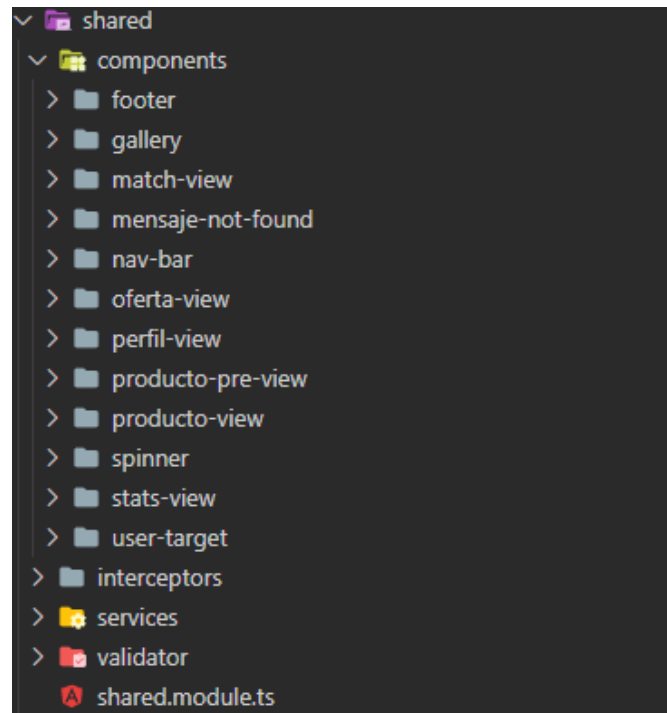 shared
components
footer
gallery
match-view
mensaje-not-found
nav-bar
oferta-view
perfil-view
producto-pre-view
producto-view
spinner
stats-view
user-target
interceptors
services
validator
shared.module.ts